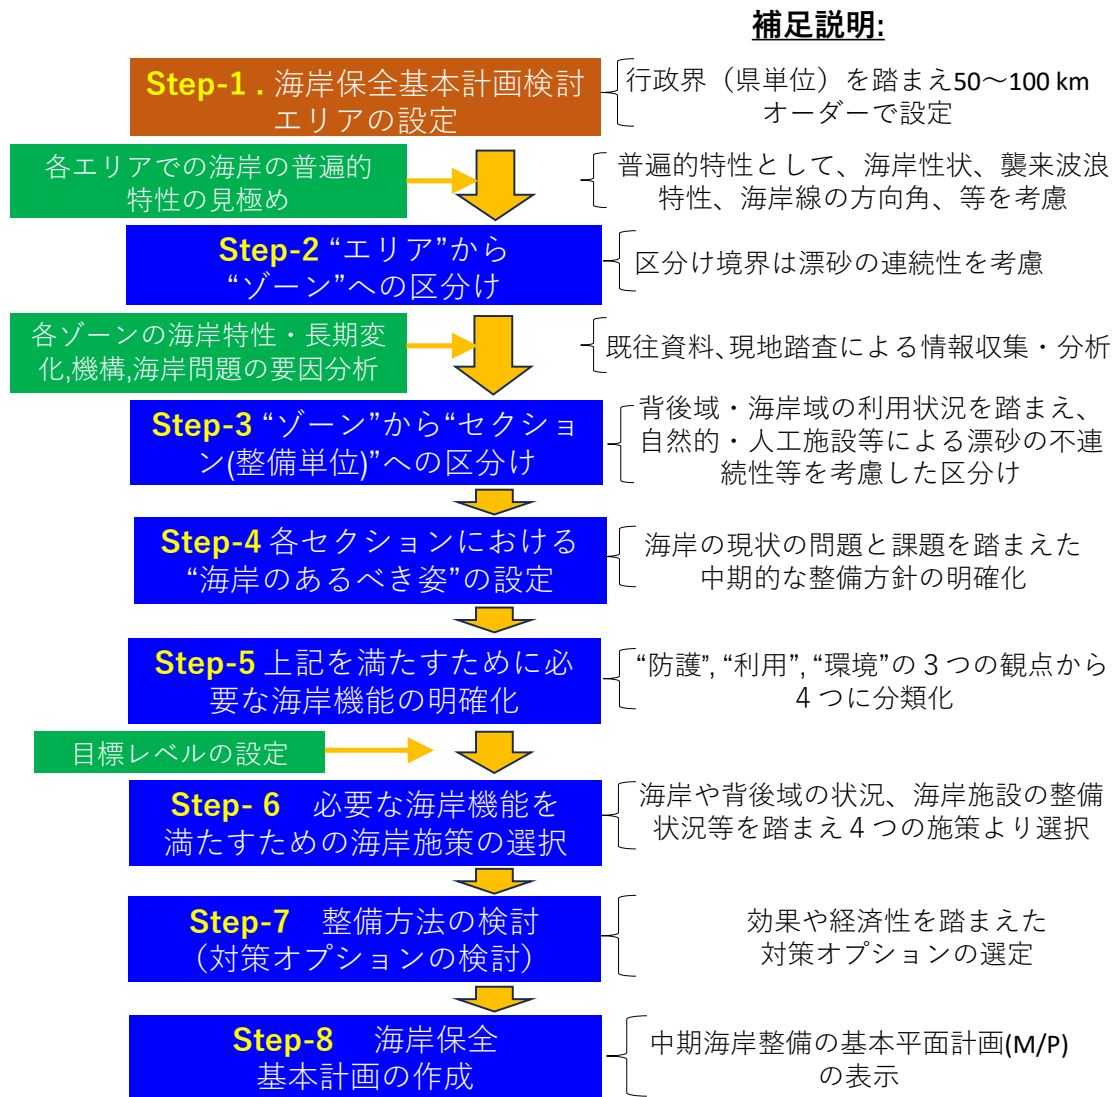 補足説明:
Step-1 . 海岸保全基本計画検討
エリアの設定
行政界（県単位）を踏まえ50～100 km
オーダーで設定
各エリアでの海岸の普遍的
特性の見極め
普遍的特性として、海岸性状、襲来波浪
特性、海岸線の方向角、等を考慮
Step-2 “エリア”から
“ゾーン”への区分け
区分け境界は漂砂の連続性を考慮
各ゾーンの海岸特性・長期変
化,機構,海岸問題の要因分析
既往資料、現地踏査による情報収集・分析
Step-3 “ゾーン”から“セクショ
ン(整備単位)”への区分け
背後域・海岸域の利用状況を踏まえ、
自然的・人工施設等による漂砂の不連
続性等を考慮した区分け
Step-4 各セクションにおける
“海岸のあるべき姿”の設定
海岸の現状の問題と課題を踏まえた
中期的な整備方針の明確化
Step-5 上記を満たすために必
要な海岸機能の明確化
“防護”, “利用”, “環境”の３つの観点から
４つに分類化
目標レベルの設定
Step- 6　必要な海岸機能を
満たすための海岸施策の選択
海岸や背後域の状況、海岸施設の整備
状況等を踏まえ４つの施策より選択
Step-7　整備方法の検討
（対策オプションの検討）
効果や経済性を踏まえた
対策オプションの選定
Step-8　海岸保全
基本計画の作成
中期海岸整備の基本平面計画(M/P)
の表示